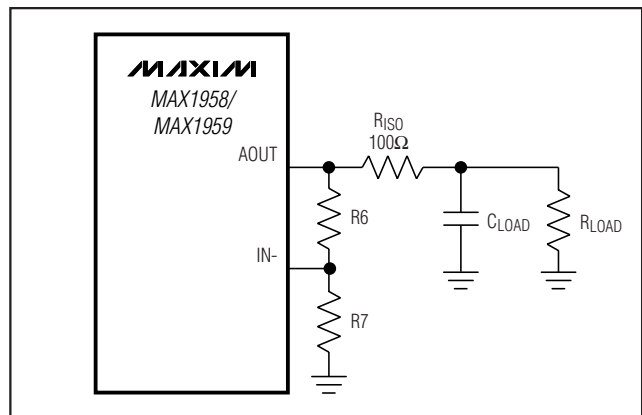 MAXIM
MAX1958/
MAX1959
AOUT
IN-
RISO
100Ω
R6
R7
CLOAD
RLOAD